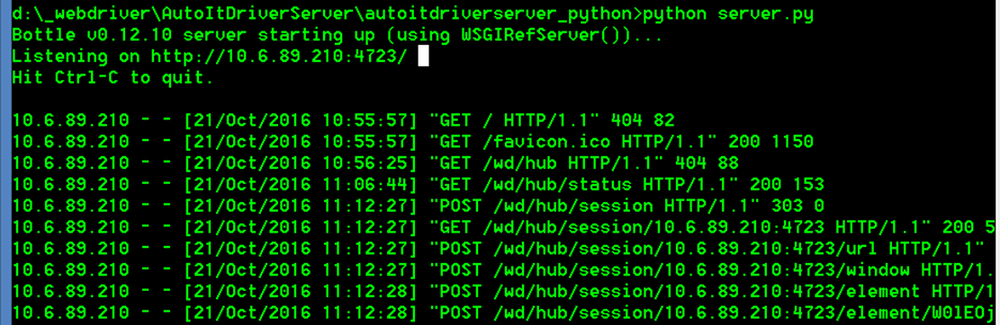 d:\_webdriver\AutoItDriverServer\autoitdriverserver_python>python server.py
Bottle v0.12.10 server starting up (using WSGIRefServer())...
Listening on http://10.6.89.210:4723/
Hit Ctrl-C to quit.
10.6.89.210 - - [21/Oct/2016 10:55:57] "GET / HTTP/1.1" 404 82
10.6.89.210 - - [21/Oct/2016 10:55:57] "GET /favicon.ico HTTP/1.1" 200 1150
10.6.89.210 - - [21/Oct/2016 10:56:25] "GET /wd/hub HTTP/1.1" 404 88
10.6.89.210 - - [21/Oct/2016 11:06:44] "GET /wd/hub/status HTTP/1.1" 200 153
10.6.89.210 - - [21/Oct/2016 11:12:27] "POST /wd/hub/session HTTP/1.1" 303 0
10.6.89.210 - - [21/Oct/2016 11:12:27] "GET /wd/hub/session/10.6.89.210:4723 HTTP/1.1" 200 5
10.6.89.210 - - [21/Oct/2016 11:12:27] "POST /wd/hub/session/10.6.89.210:4723/url HTTP/1.1"
10.6.89.210 - - [21/Oct/2016 11:12:27] "POST /wd/hub/session/10.6.89.210:4723/window HTTP/1.
10.6.89.210 - - [21/Oct/2016 11:12:28] "POST /wd/hub/session/10.6.89.210:4723/element HTTP/1
10.6.89.210 - - [21/Oct/2016 11:12:28] "POST /wd/hub/session/10.6.89.210:4723/element/W0lEOj